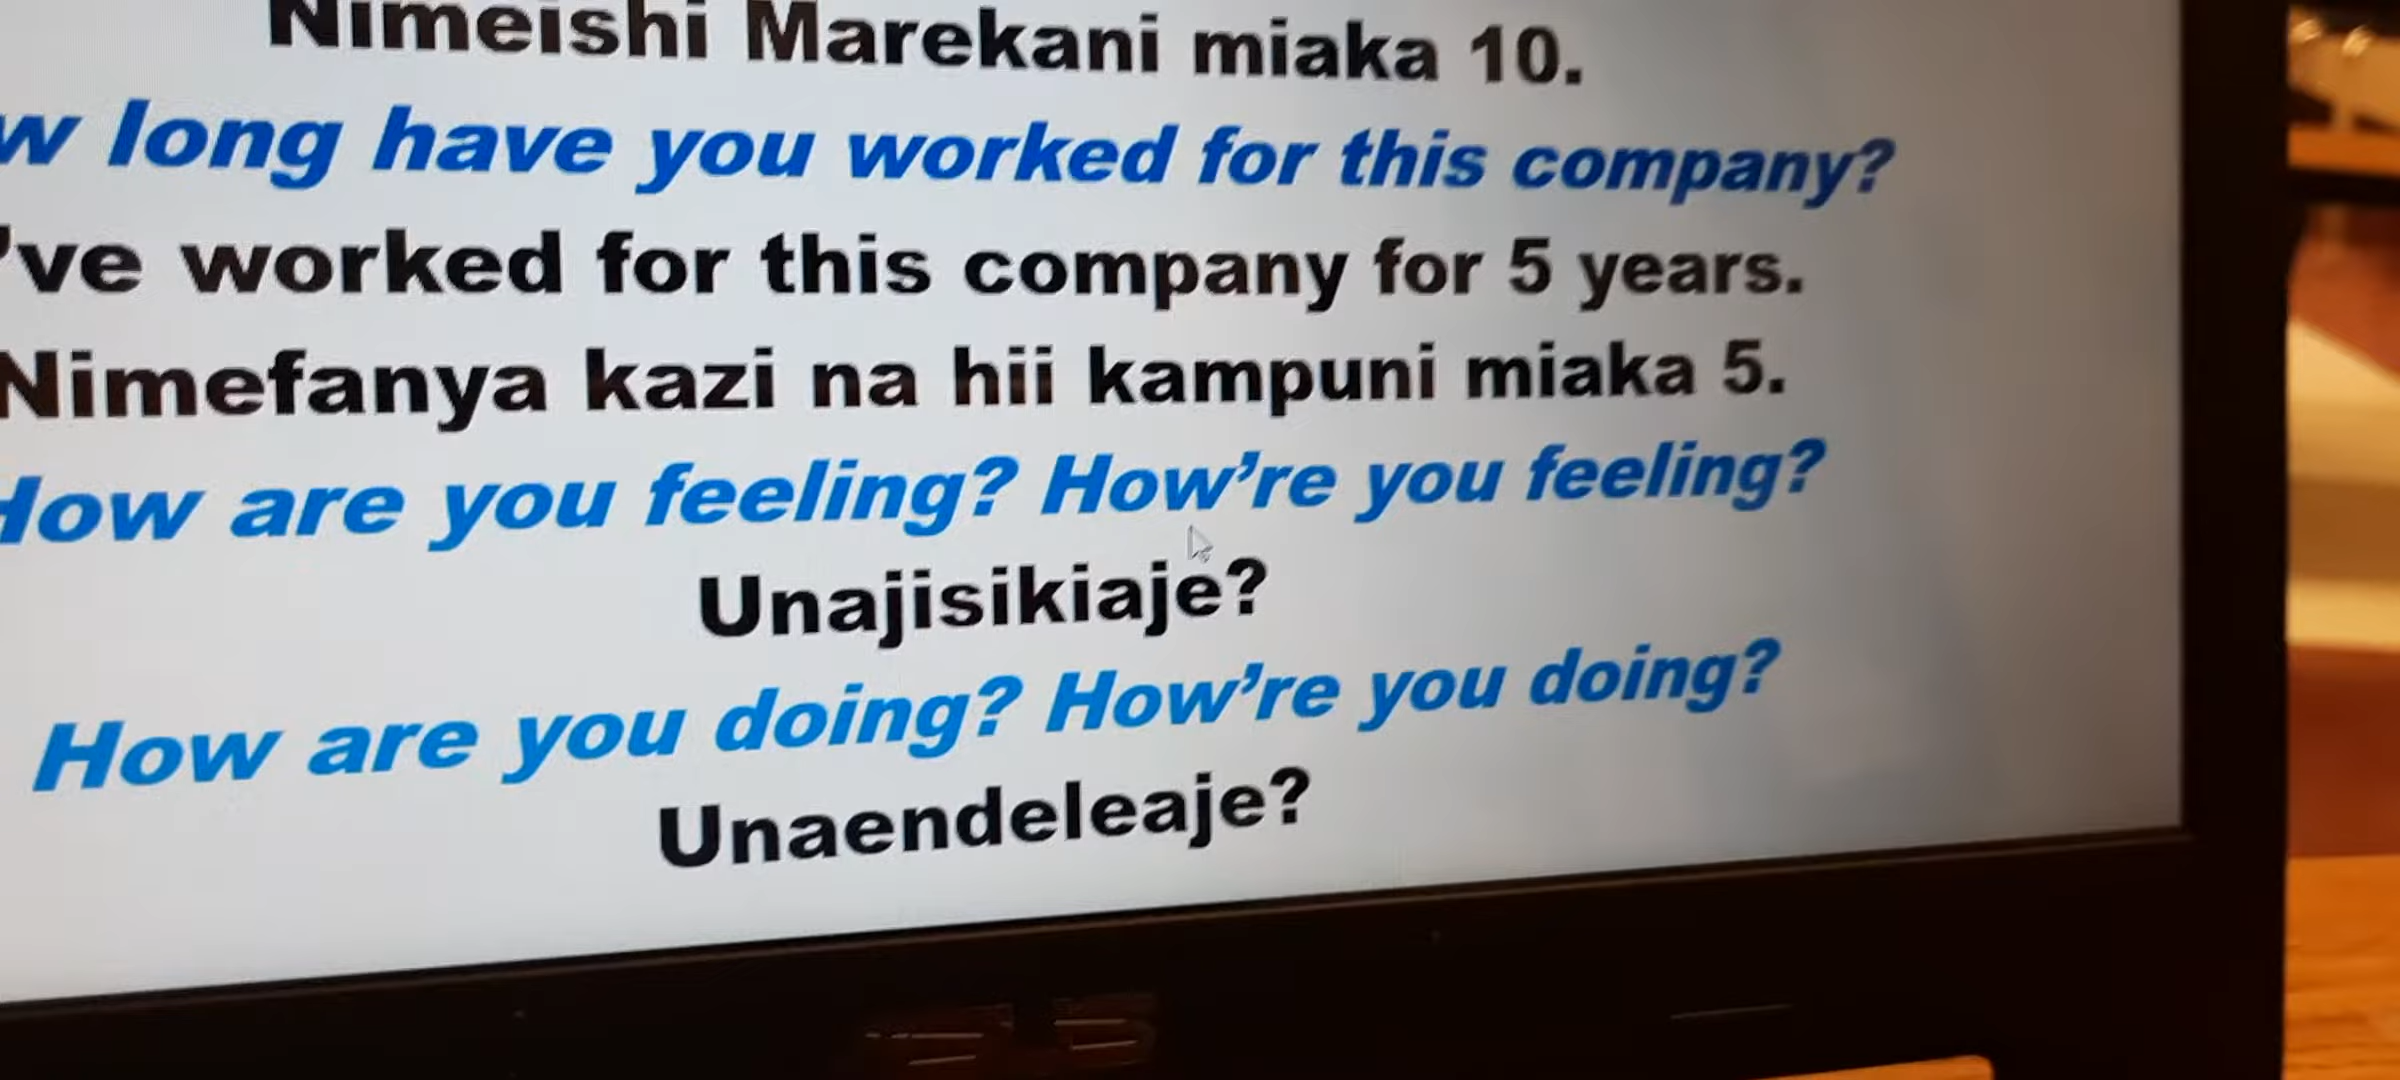 Nimeishi Marekani miaka 10.
long have you worked for this company?
've worked for this company for 5 years.
Nimefanya kazi na hii kampuni miaka 5.
How are you feeling? How're you feeling?
Unajisikiaje?
How are you doing? How're you doing?
Unaendeleaje?